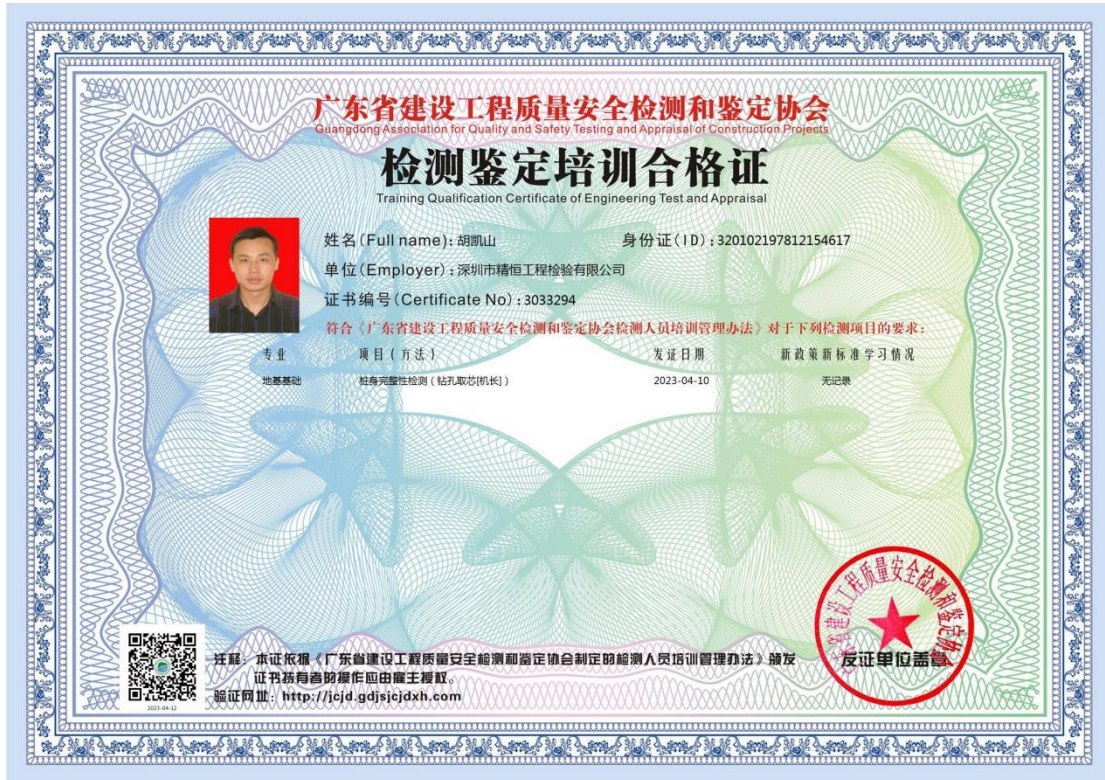 广东省建设工程质量安全检测和鉴定协会
Guangdong Association for Quality and Safety Testing and Appraisal of Construction Projects
检测鉴定培训合格证
Training Qualification Certificate of Engineering Test and Appraisal
姓名(Full name):胡凯山 身份证(ID):320102197812154617
单位(Employer):深圳市精恒工程检验有限公司
证书编号(Certificate No):3033294
符合《广东省建设工程质量安全检测和鉴定协会检测人员培训管理办法》对于下列检测项目的要求:
专业 项目(方法) 发证日期 新政策新标准学习情况
地基基础 桩身完整性检测(钻孔取芯[机长]) 2023-04-10 无记录
广东省建设工程质量安全检测和鉴定协会
发证单位盖章
注释:本证依据《广东省建设工程质量安全检测和鉴定协会制定的检测人员培训管理办法》颁发
证书持有者的操作应由雇主授权。
验证网址:http://jcjd.gdjsjcjdxh.com
2023-04-12